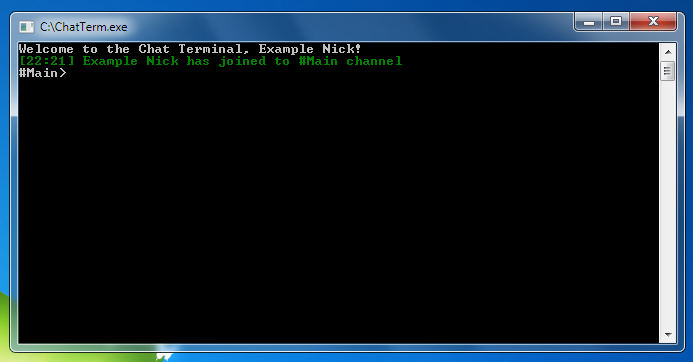 C:\ChatTerm.exe
Welcome to the Chat Terminal, Example Nick!
[22:21] Example Nick has joined to #Main channel
#Main>